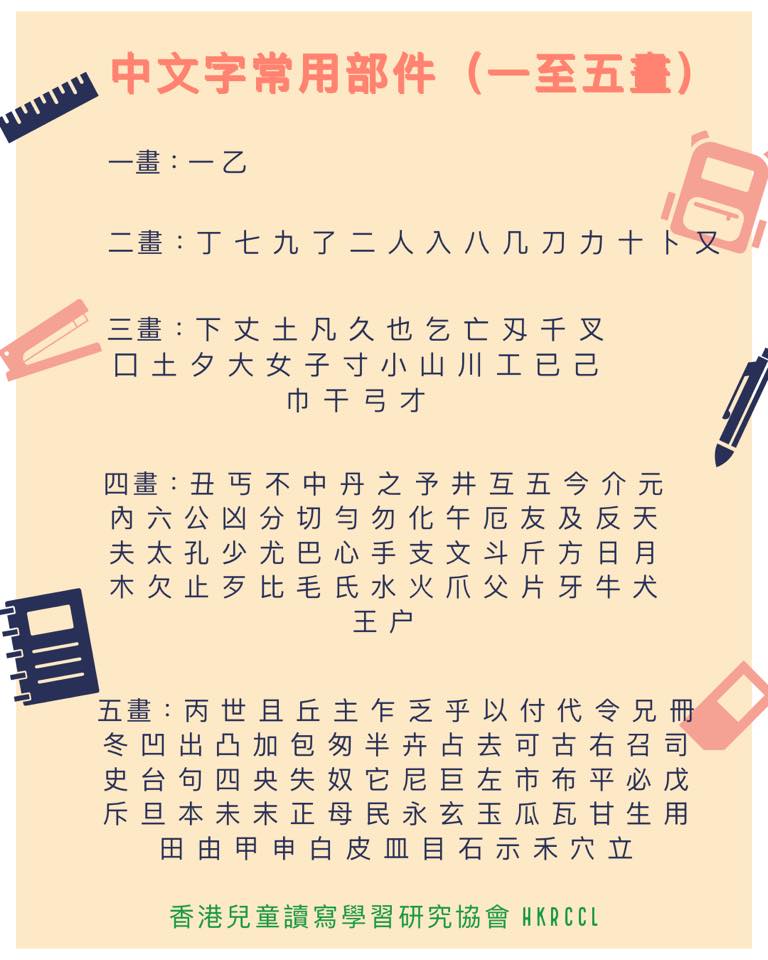 中文字常用部件（一至五畫）
一畫：一 乙
二畫：丁 七 九 了 二 人 入 八 几 刀 力 十 卜 又
三畫：下 丈 土 凡 久 也 乞 亡 刃 千 叉
囗 土 夕 大 女 子 寸 小 山 川 工 已 己
巾 干 弓 才
四畫：丑 丐 不 中 丹 之 予 井 互 五 今 介 元
內 六 公 凶 分 切 勻 勿 化 午 厄 友 及 反 天
夫 太 孔 少 尤 巴 心 手 支 文 斗 斤 方 日 月
木 欠 止 歹 比 毛 氏 水 火 爪 父 片 牙 牛 犬
王 户
五畫：丙 世 且 丘 主 乍 乏 乎 以 付 代 令 兄 冊
冬 凹 出 凸 加 包 匆 半 卉 占 去 可 古 右 召 司
史 台 句 四 央 失 奴 它 尼 巨 左 市 布 平 必 戊
斥 旦 本 未 末 正 母 民 永 玄 玉 瓜 瓦 甘 生 用
田 由 甲 申 白 皮 皿 目 石 示 禾 穴 立
香港兒童讀寫學習研究協會 HKRCCL